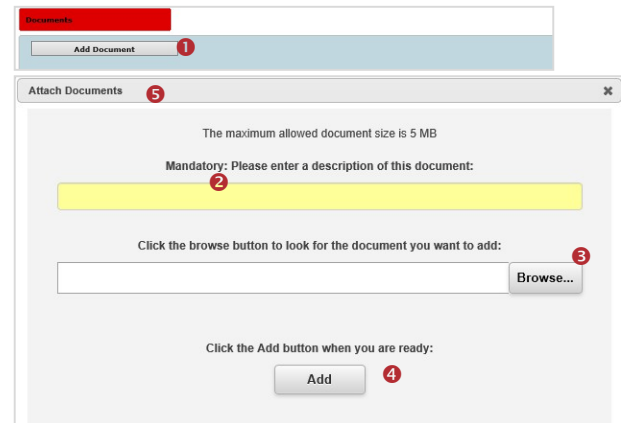 Documents
Add Document 1
Attach Documents 5
The maximum allowed document size is 5 MB
Mandatory: Please enter a description of this document:
2
Click the browse button to look for the document you want to add:
3
Browse...
Click the Add button when you are ready:
Add 4